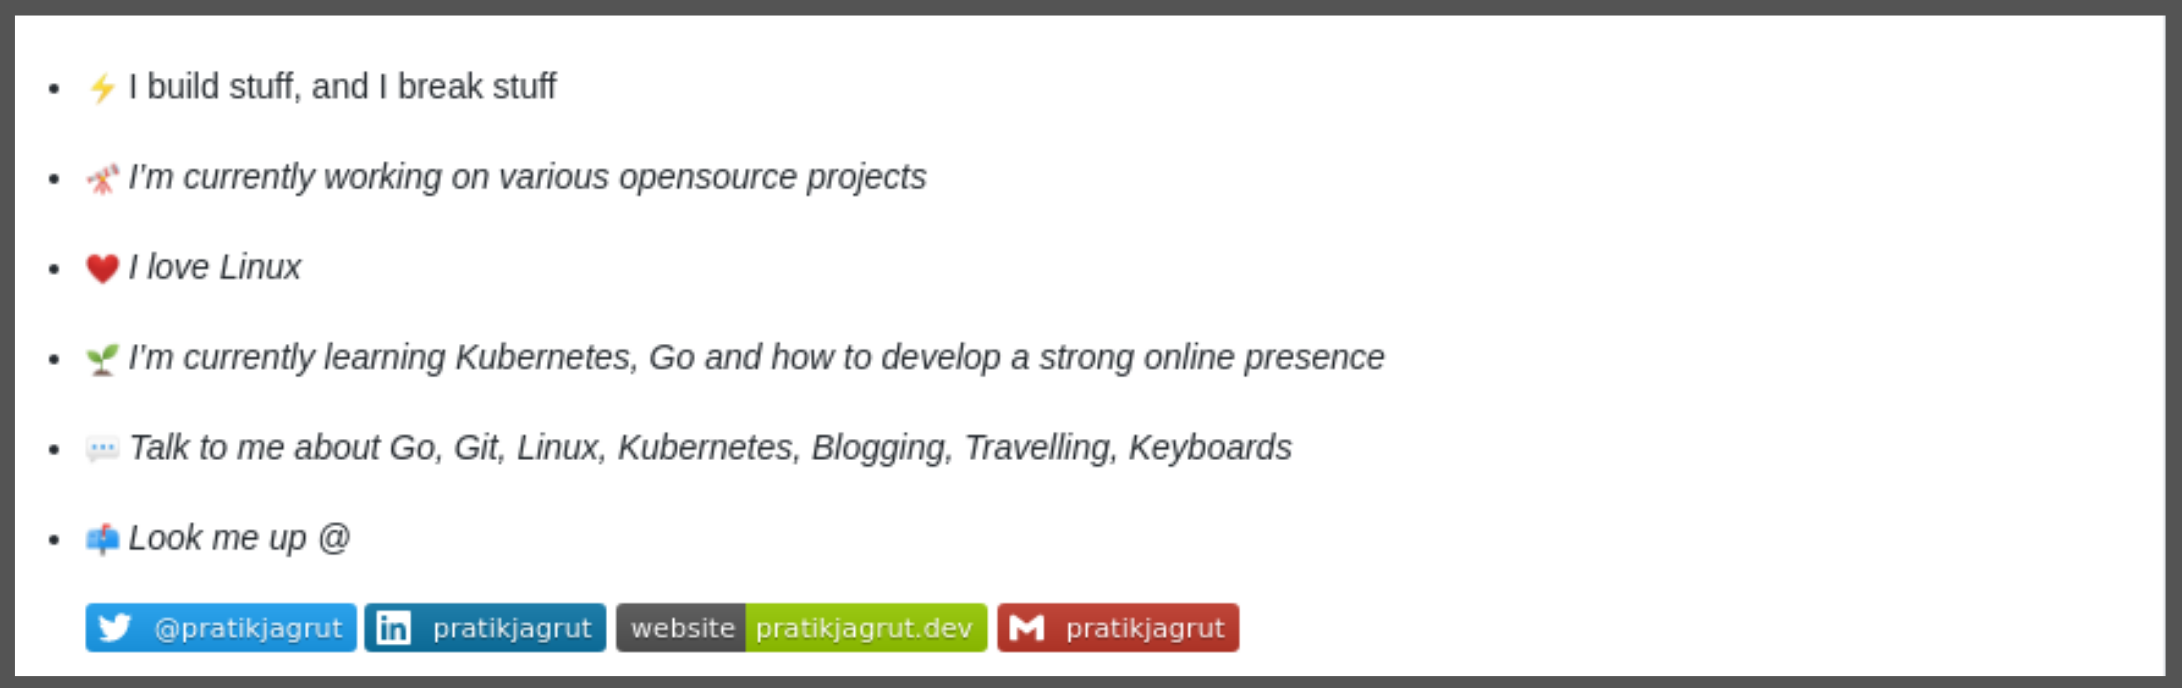 • ⚡ I build stuff, and I break stuff
• 🔭 I'm currently working on various opensource projects
• ❤️ I love Linux
• 🌱 I'm currently learning Kubernetes, Go and how to develop a strong online presence
• 💬 Talk to me about Go, Git, Linux, Kubernetes, Blogging, Travelling, Keyboards
• 📫 Look me up @
@pratikjagrut in pratikjagrut website pratikjagrut.dev M pratikjagrut